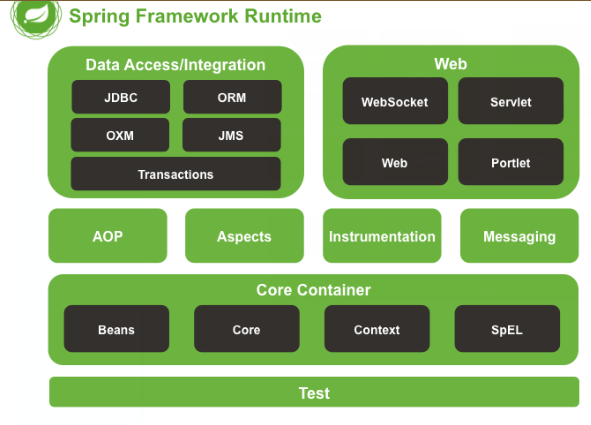 Spring Framework Runtime
Data Access/Integration
JDBC
ORM
OXM
JMS
Transactions
Web
WebSocket
Servlet
Web
Portlet
AOP
Aspects
Instrumentation
Messaging
Core Container
Beans
Core
Context
SpEL
Test